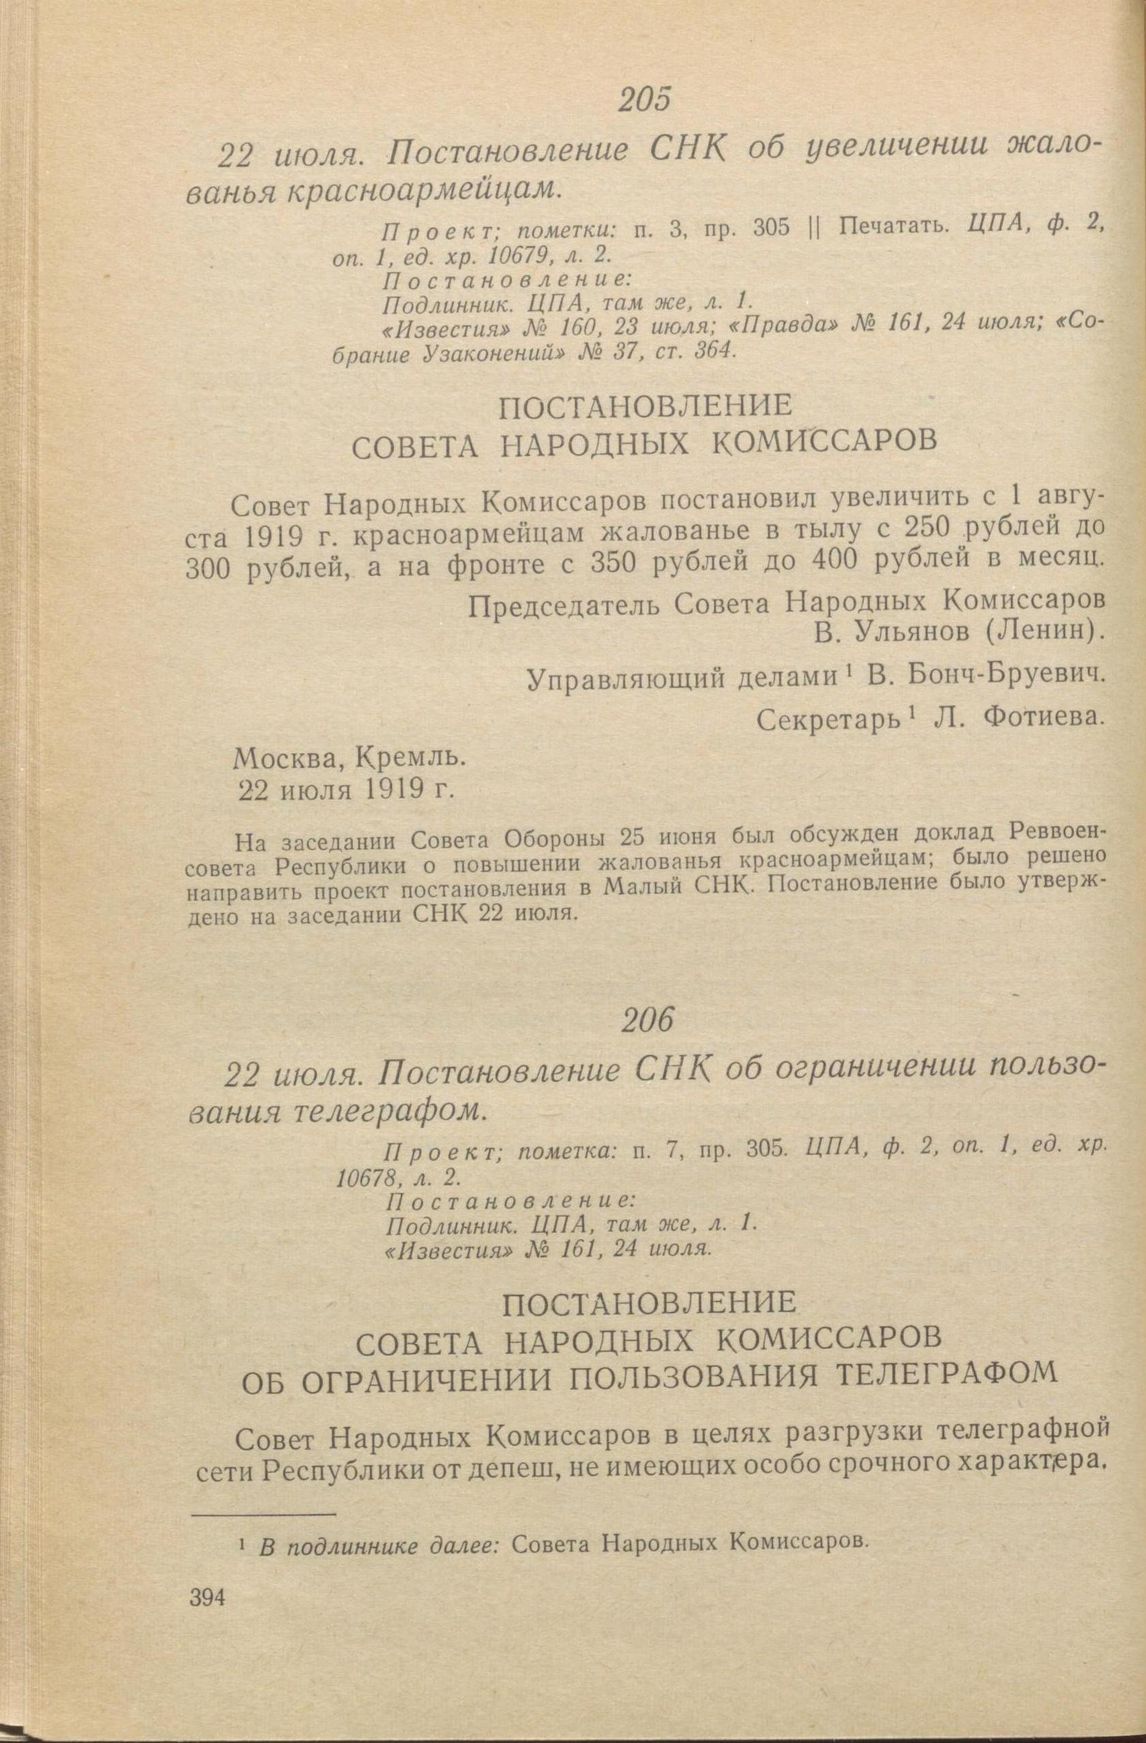 205
22 июля. Постановление СНК об увеличении жало-
ванья красноармейцам.
Проект; пометки: п. 3, пр. 305 || Печатать. ЦПА, ф. 2,
оп. 1, ед. хр. 10679, л. 2.
Постановление:
Подлинник. ЦПА, там же, л. 1.
«Известия» № 160, 23 июля; «Правда» № 161, 24 июля; «Со-
брание Узаконений» № 37, ст. 364.
ПОСТАНОВЛЕНИЕ
СОВЕТА НАРОДНЫХ КОМИССАРОВ
Совет Народных Комиссаров постановил увеличить с 1 авгу-
ста 1919 г. красноармейцам жалованье в тылу с 250 рублей до
300 рублей, а на фронте с 350 рублей до 400 рублей в месяц.
Председатель Совета Народных Комиссаров
В. Ульянов (Ленин).
Управляющий делами ¹ В. Бонч-Бруевич.
Секретарь ¹ Л. Фотиева.
Москва, Кремль.
22 июля 1919 г.
На заседании Совета Обороны 25 июня был обсужден доклад Реввоен-
совета Республики о повышении жалованья красноармейцам; было решено
направить проект постановления в Малый СНК. Постановление было утверж-
дено на заседании СНК 22 июля.
206
22 июля. Постановление СНК об ограничении пользо-
вания телеграфом.
Проект; пометка: п. 7, пр. 305. ЦПА, ф. 2, оп. 1, ед. хр.
10678, л. 2.
Постановление:
Подлинник. ЦПА, там же, л. 1.
«Известия» № 161, 24 июля.
ПОСТАНОВЛЕНИЕ
СОВЕТА НАРОДНЫХ КОМИССАРОВ
ОБ ОГРАНИЧЕНИИ ПОЛЬЗОВАНИЯ ТЕЛЕГРАФОМ
Совет Народных Комиссаров в целях разгрузки телеграфной
сети Республики от депеш, не имеющих особо срочного характера,
¹ В подлиннике далее: Совета Народных Комиссаров.
394